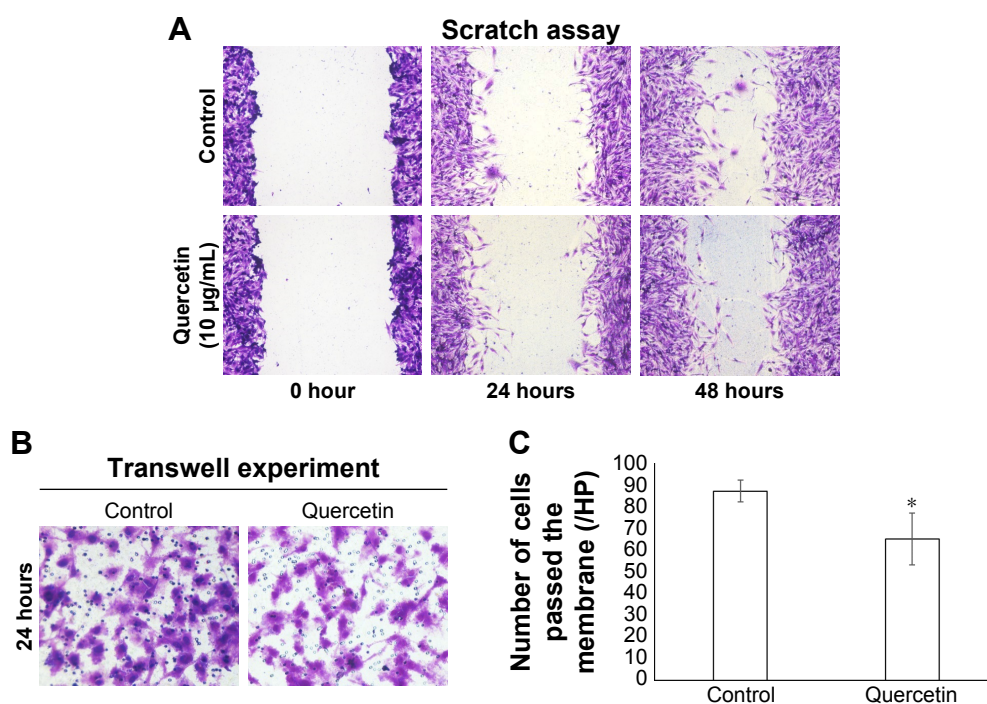 A
Scratch assay
Control
Quercetin
(10 µg/mL)
0 hour
24 hours
48 hours
B
Transwell experiment
Control
Quercetin
24 hours
C
Number of cells
passed the
membrane (/HP)
100
90
80
70
60
50
40
30
20
10
0
*
Control
Quercetin